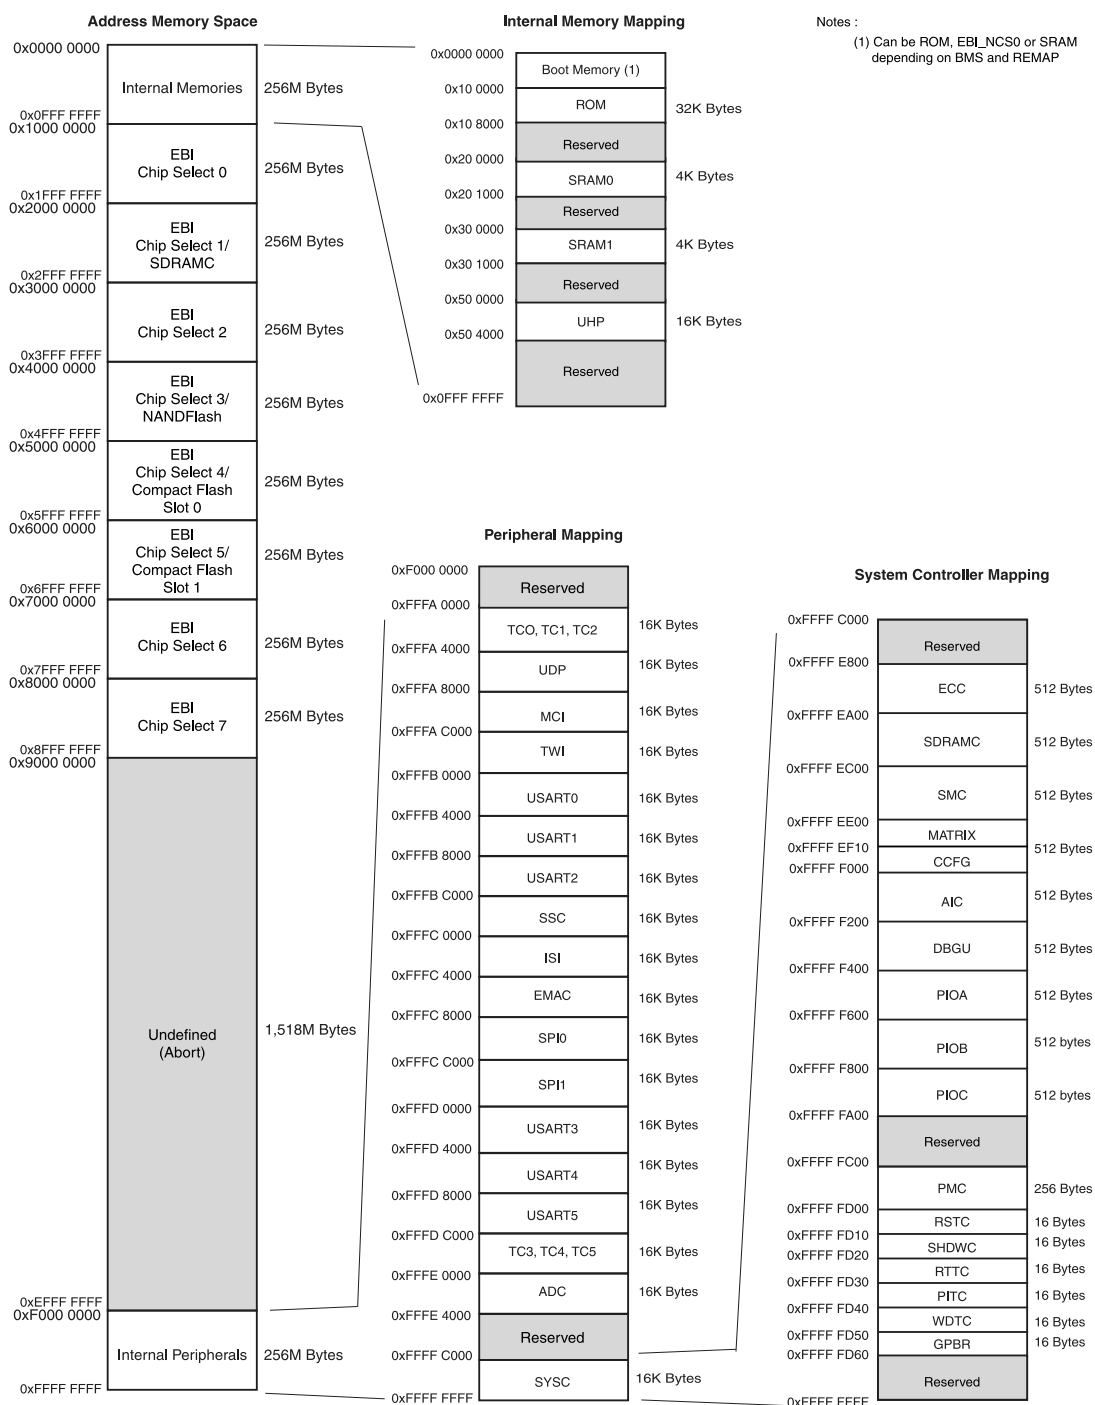 Address Memory Space
0x0000 0000
Internal Memories
256M Bytes
0x0FFF FFFF
0x1000 0000
EBI
Chip Select 0
256M Bytes
0x1FFF FFFF
0x2000 0000
EBI
Chip Select 1/
SDRAMC
256M Bytes
0x2FFF FFFF
0x3000 0000
EBI
Chip Select 2
256M Bytes
0x3FFF FFFF
0x4000 0000
EBI
Chip Select 3/
NANDFlash
256M Bytes
0x4FFF FFFF
0x5000 0000
EBI
Chip Select 4/
Compact Flash
Slot 0
256M Bytes
0x5FFF FFFF
0x6000 0000
EBI
Chip Select 5/
Compact Flash
Slot 1
256M Bytes
0x6FFF FFFF
0x7000 0000
EBI
Chip Select 6
256M Bytes
0x7FFF FFFF
0x8000 0000
EBI
Chip Select 7
256M Bytes
0x8FFF FFFF
0x9000 0000
Undefined
(Abort)
1,518M Bytes
0xEFFF FFFF
0xF000 0000
Internal Peripherals
256M Bytes
0xFFFF FFFF
Internal Memory Mapping
0x0000 0000
Boot Memory (1)
0x10 0000
ROM
32K Bytes
0x10 8000
Reserved
0x20 0000
SRAM0
4K Bytes
0x20 1000
Reserved
0x30 0000
SRAM1
4K Bytes
0x30 1000
Reserved
0x50 0000
UHP
16K Bytes
0x50 4000
Reserved
0x0FFF FFFF
Notes :
(1) Can be ROM, EBI_NCS0 or SRAM
depending on BMS and REMAP
Peripheral Mapping
0xF000 0000
Reserved
0xFFFA 0000
TCO, TC1, TC2
16K Bytes
0xFFFA 4000
UDP
16K Bytes
0xFFFA 8000
MCI
16K Bytes
0xFFFA C000
TWI
16K Bytes
0xFFFB 0000
USART0
16K Bytes
0xFFFB 4000
USART1
16K Bytes
0xFFFB 8000
USART2
16K Bytes
0xFFFB C000
SSC
16K Bytes
0xFFFC 0000
ISI
16K Bytes
0xFFFC 4000
EMAC
16K Bytes
0xFFFC 8000
SPI0
16K Bytes
0xFFFC C000
SPI1
16K Bytes
0xFFFD 0000
USART3
16K Bytes
0xFFFD 4000
USART4
16K Bytes
0xFFFD 8000
USART5
16K Bytes
0xFFFD C000
TC3, TC4, TC5
16K Bytes
0xFFFE 0000
ADC
16K Bytes
0xFFFE 4000
Reserved
0xFFFF C000
SYSC
16K Bytes
0xFFFF FFFF
System Controller Mapping
0xFFFF C000
Reserved
0xFFFF E800
ECC
512 Bytes
0xFFFF EA00
SDRAMC
512 Bytes
0xFFFF EC00
SMC
512 Bytes
0xFFFF EE00
MATRIX
512 Bytes
0xFFFF EF10
CCFG
0xFFFF F000
AIC
512 Bytes
0xFFFF F200
DBGU
512 Bytes
0xFFFF F400
PIOA
512 Bytes
0xFFFF F600
PIOB
512 bytes
0xFFFF F800
PIOC
512 bytes
0xFFFF FA00
Reserved
0xFFFF FC00
PMC
256 Bytes
0xFFFF FD00
RSTC
16 Bytes
0xFFFF FD10
SHDWC
16 Bytes
0xFFFF FD20
RTTC
16 Bytes
0xFFFF FD30
PITC
16 Bytes
0xFFFF FD40
WDTC
16 Bytes
0xFFFF FD50
GPBR
16 Bytes
0xFFFF FD60
Reserved
0xFFFF FFFF